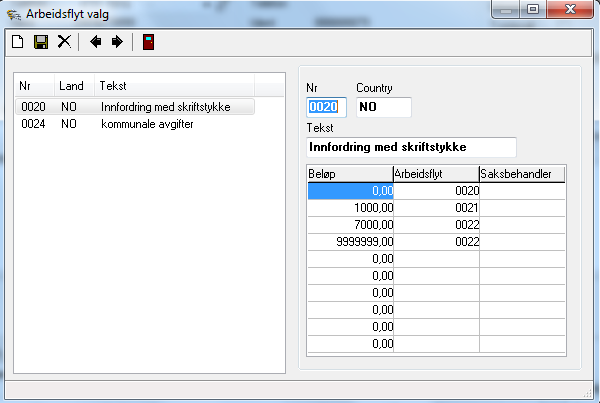 Arbeidsflyt valg
Nr Land Tekst
0020 NO Innfordring med skriftstykke
0024 NO kommunale avgifter
Nr Country
0020 NO
Tekst
Innfordring med skriftstykke
Beløp Arbeidsflyt Saksbehandler
0,00 0020
1000,00 0021
7000,00 0022
9999999,00 0022
0,00
0,00
0,00
0,00
0,00
0,00